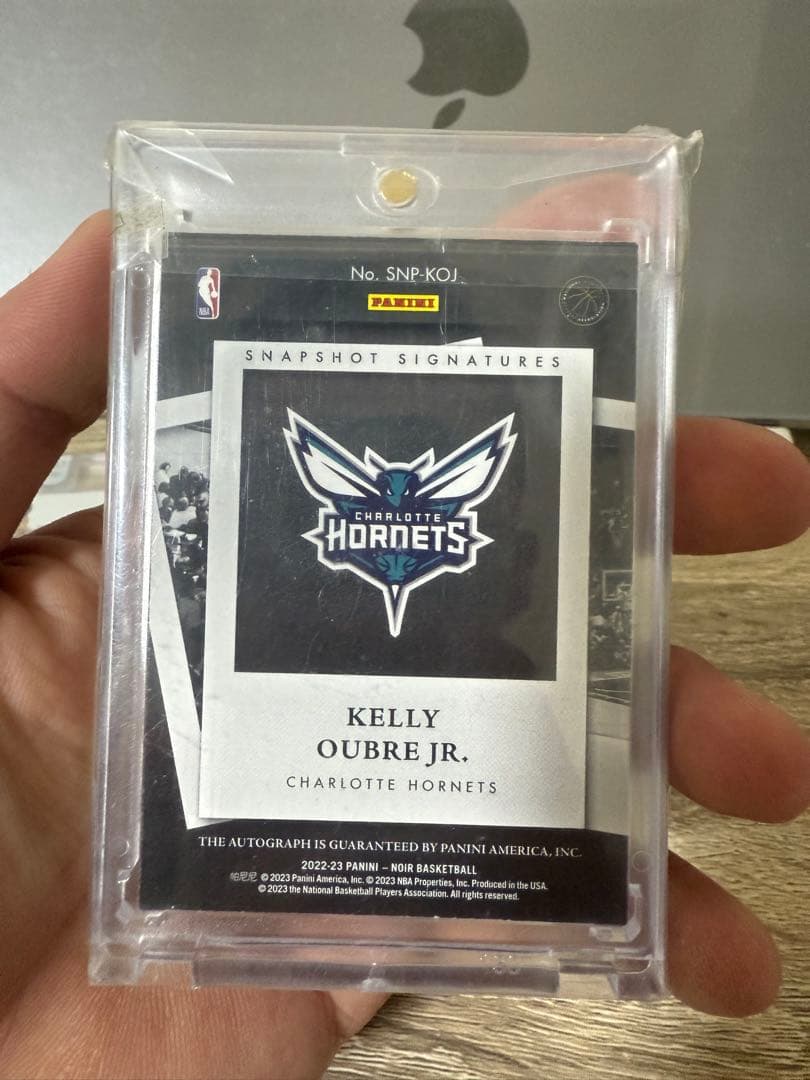 No. SNP-KOJ
PANINI
NBA
SNAPSHOT SIGNATURES
CHARLOTTE
HORNETS
KELLY
OUBRE JR.
CHARLOTTE HORNETS
THE AUTOGRAPH IS GUARANTEED BY PANINI AMERICA, INC.
2022-23 PANINI – NOIR BASKETBALL
帕尼尼 © 2023 Panini America, Inc. © 2023 NBA Properties, Inc. Produced in the USA.
© 2023 the National Basketball Players Association. All rights reserved.